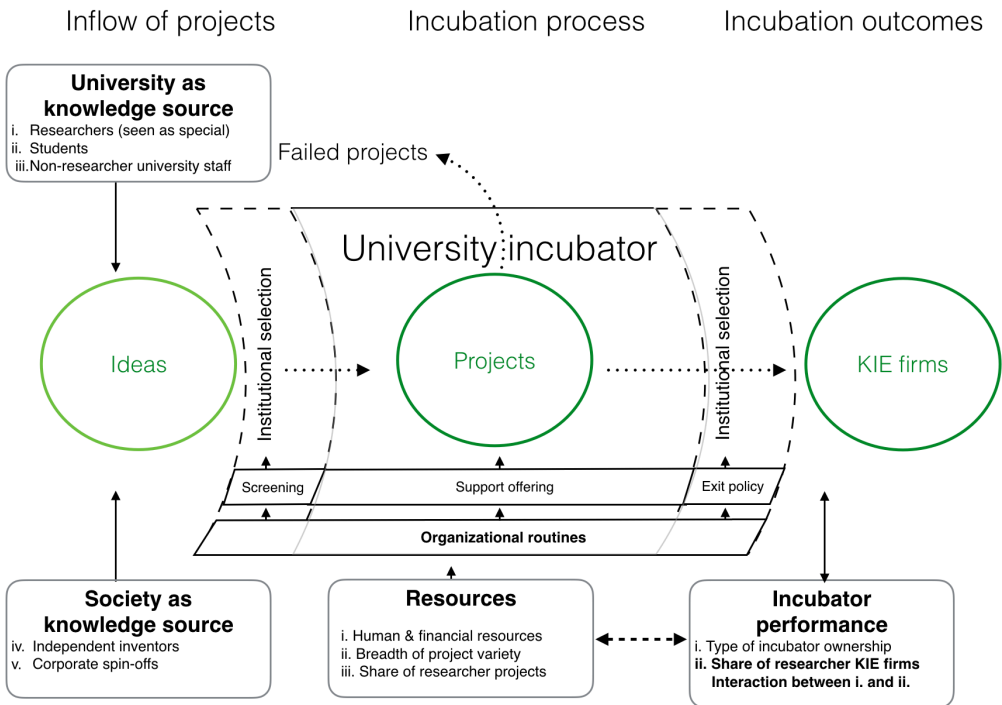 Inflow of projects
Incubation process
Incubation outcomes
University as
knowledge source
i. Researchers (seen as special)
ii. Students
iii.Non-researcher university staff
Failed projects
University incubator
Ideas
Institutional selection
Projects
Institutional selection
KIE firms
Screening
Support offering
Exit policy
Organizational routines
Society as
knowledge source
iv. Independent inventors
v. Corporate spin-offs
Resources
i. Human & financial resources
ii. Breadth of project variety
iii. Share of researcher projects
Incubator
performance
i. Type of incubator ownership
ii. Share of researcher KIE firms
Interaction between i. and ii.